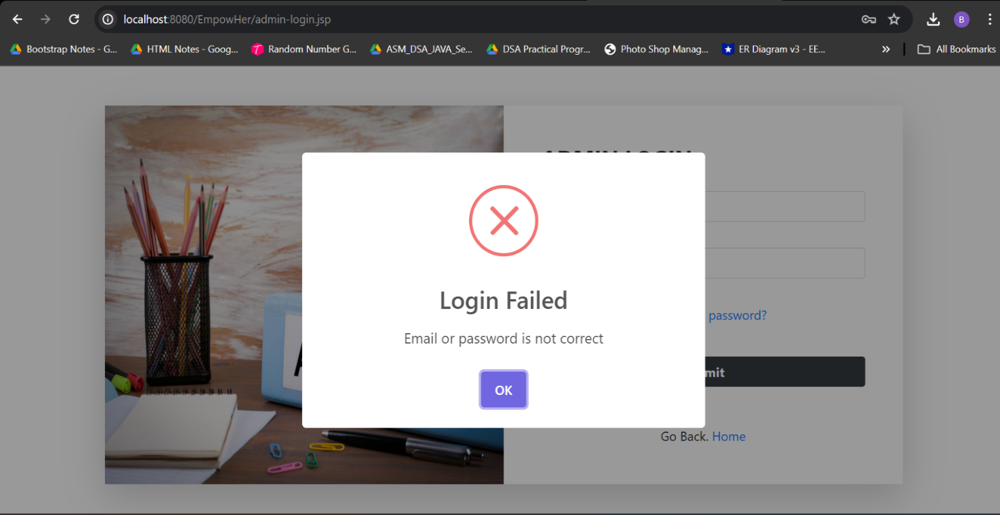 localhost:8080/EmpowHer/admin-login.jsp
B
Bootstrap Notes - G...
HTML Notes - Goog...
Random Number G...
ASM_DSA_JAVA_Se...
DSA Practical Progr...
Photo Shop Manag...
ER Diagram v3 - EE...
All Bookmarks
ADMIN LOGIN
Login Failed
Email or password is not correct
OK
password?
mit
Go Back. Home